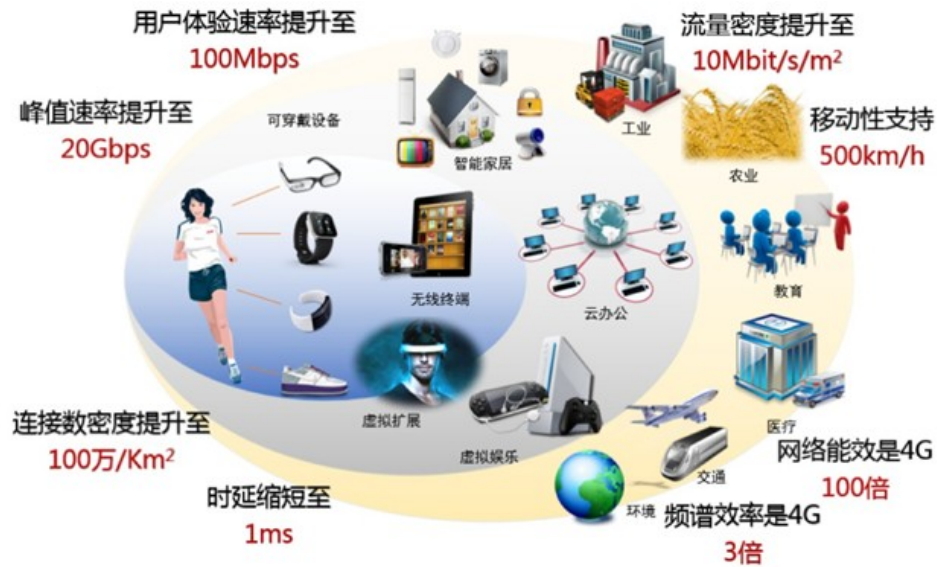 用户体验速率提升至
100Mbps
流量密度提升至
10Mbit/s/m²
峰值速率提升至
20Gbps
可穿戴设备
智能家居
工业
移动性支持
500km/h
农业
无线终端
云办公
教育
虚拟扩展
虚拟娱乐
医疗
交通
环境
连接数密度提升至
100万/Km²
时延缩短至
1ms
网络能效是4G
100倍
频谱效率是4G
3倍